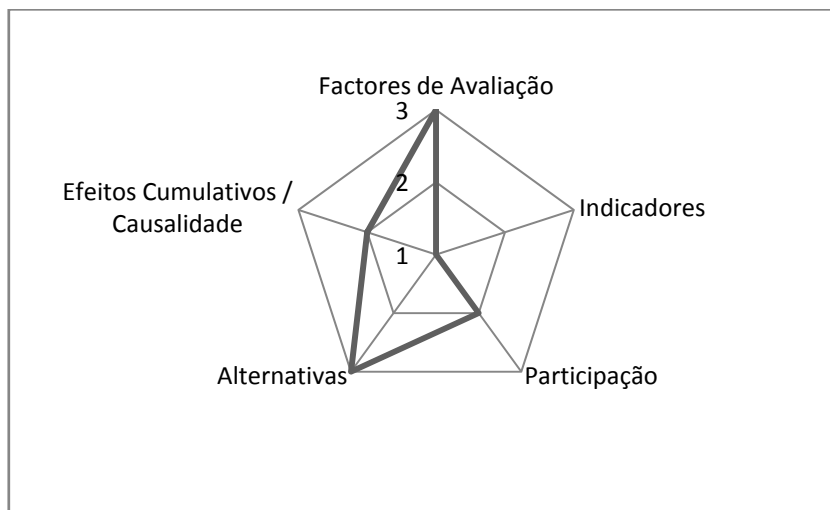 Factores de Avaliação
3
Efeitos Cumulativos /
Causalidade
2
Indicadores
1
Alternativas
Participação